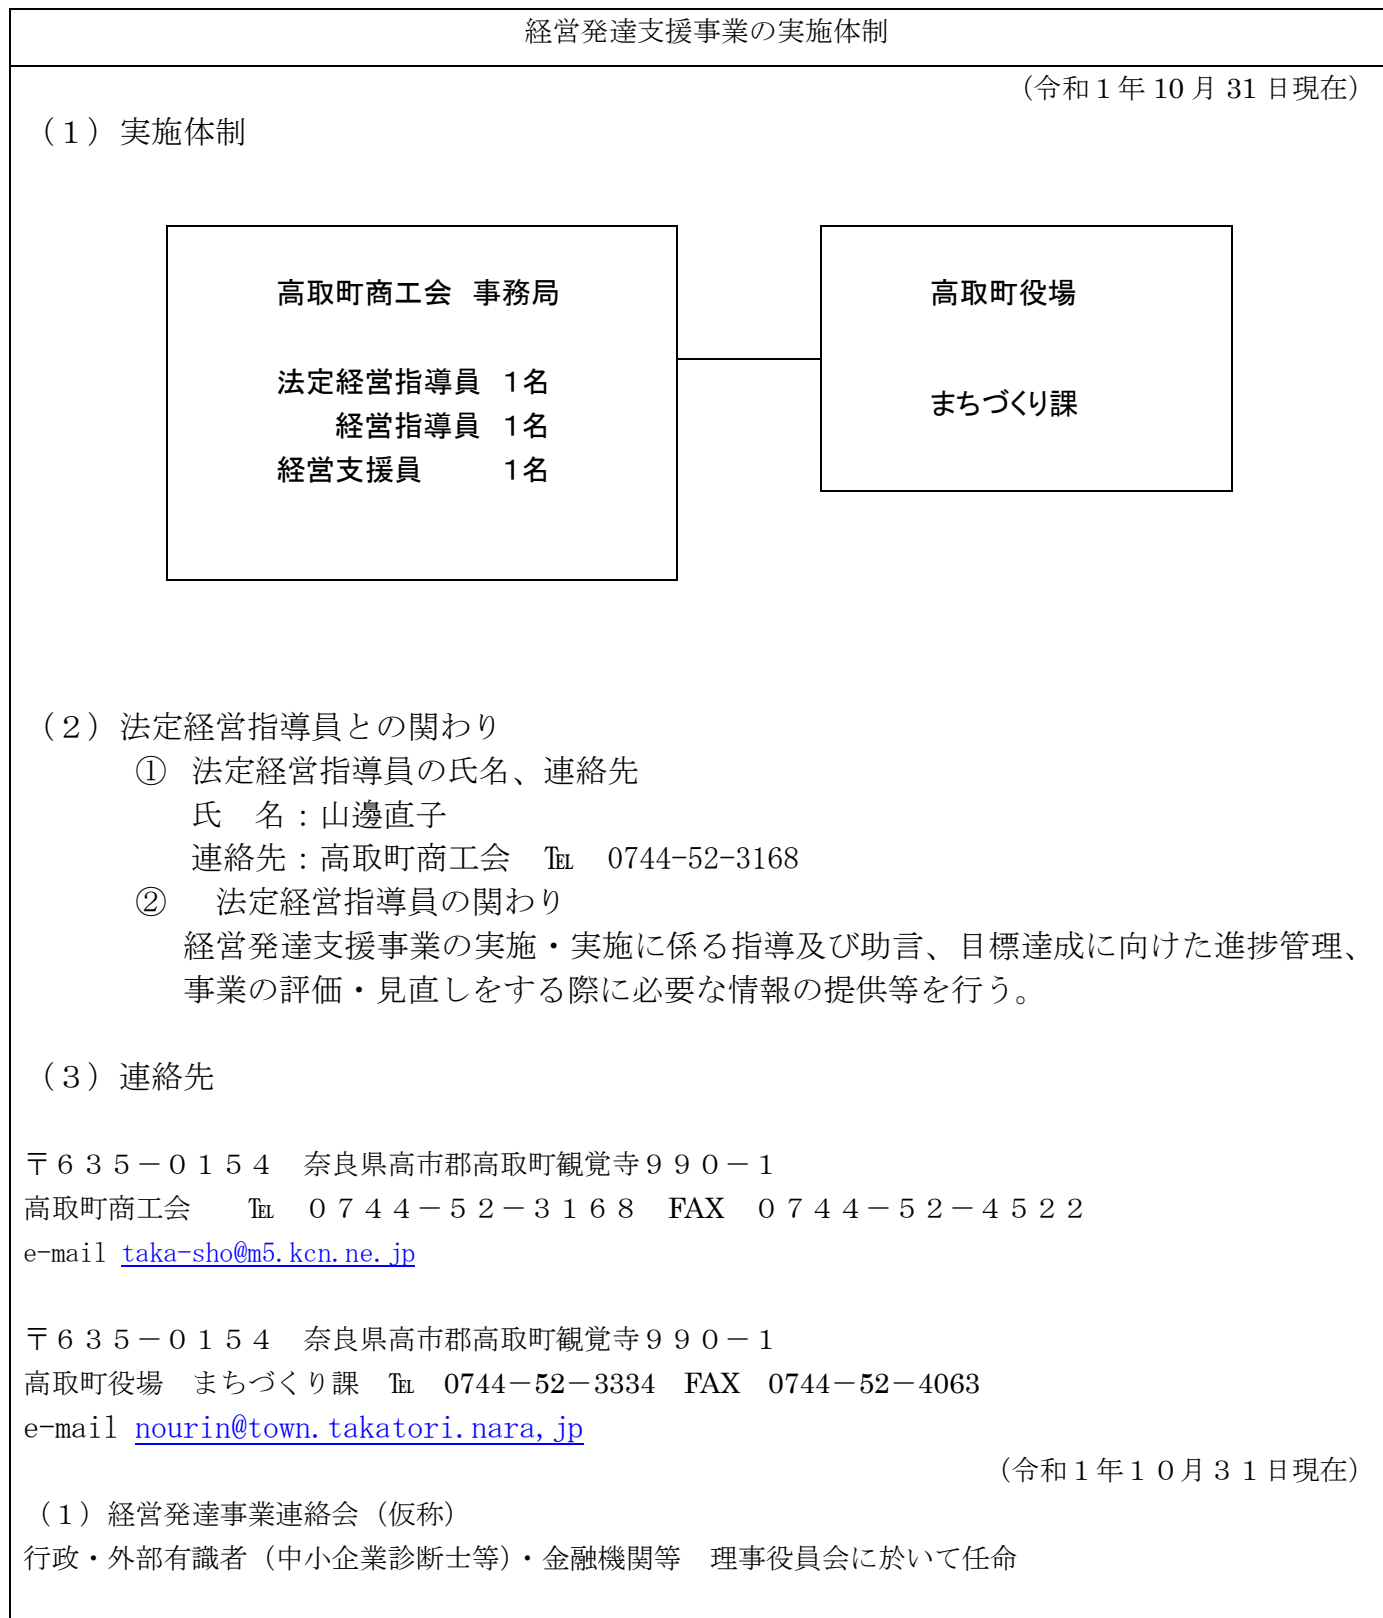 経営発達支援事業の実施体制
(令和１年 10 月 31 日現在)
（１）実施体制
高取町商工会　事務局
法定経営指導員　１名
経営指導員　１名
経営支援員　　　１名
高取町役場
まちづくり課
（２）法定経営指導員との関わり
①　法定経営指導員の氏名、連絡先
氏　名：山邊直子
連絡先：高取町商工会　℡　0744-52-3168
②　法定経営指導員の関わり
経営発達支援事業の実施・実施に係る指導及び助言、目標達成に向けた進捗管理、
事業の評価・見直しをする際に必要な情報の提供等を行う。
（３）連絡先
〒６３５－０１５４　奈良県高市郡高取町観覚寺９９０－１
高取町商工会　　℡　０７４４－５２－３１６８　FAX　０７４４－５２－４５２２
e-mail taka-sho@m5.kcn.ne.jp
〒６３５－０１５４　奈良県高市郡高取町観覚寺９９０－１
高取町役場　まちづくり課　℡　0744－52－3334　FAX　0744－52－4063
e-mail nourin@town.takatori.nara,jp
(令和１年１０月３１日現在)
（１）経営発達事業連絡会（仮称）
行政・外部有識者（中小企業診断士等）・金融機関等　理事役員会に於いて任命